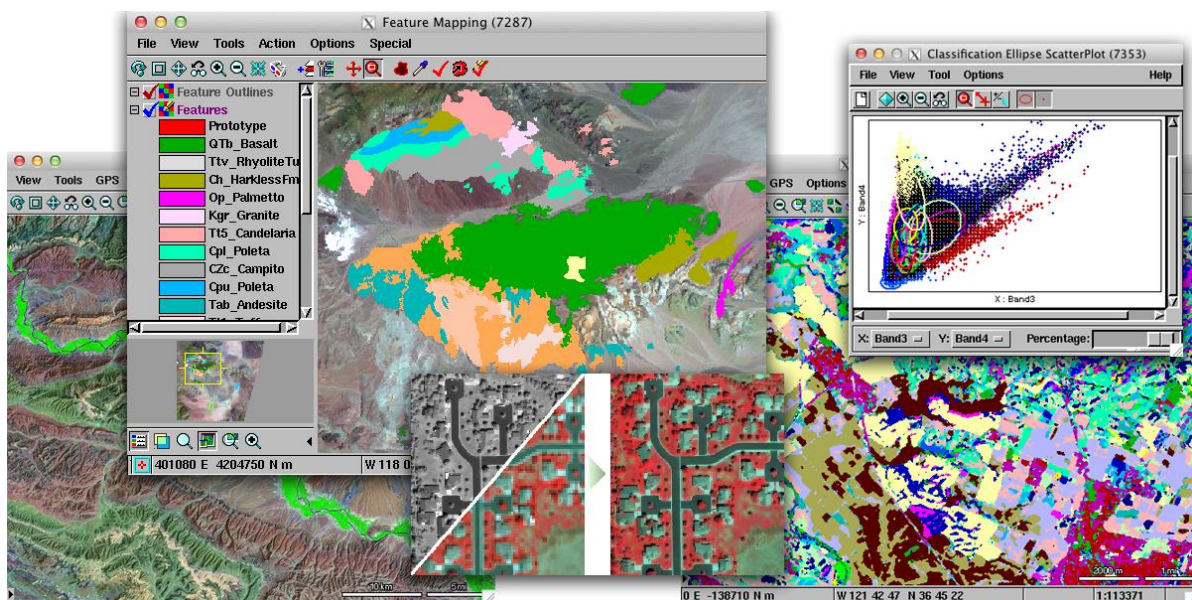 Feature Mapping (7287)
File View Tools Action Options Special
Feature Outlines
Features
Prototype
QTb_Basalt
Ttv_RhyoliteTu
Ch_HarklessFm
Op_Palmetto
Kgr_Granite
Tt5_Candelaria
Cpl_Poleta
CZc_Campito
Cpu_Poleta
Tab_Andesite
401080 E 4204750 N m
W 118 0
View Tools GPS
10 km
Classification Ellipse ScatterPlot (7353)
File View Tool Options Help
Y : Band4
X : Band3
X: Band3 Y: Band4 Percentage:
GPS Options
2000 m
1 mi
0 E -138710 N m
W 121 42 47 N 36 45 22
1:113371